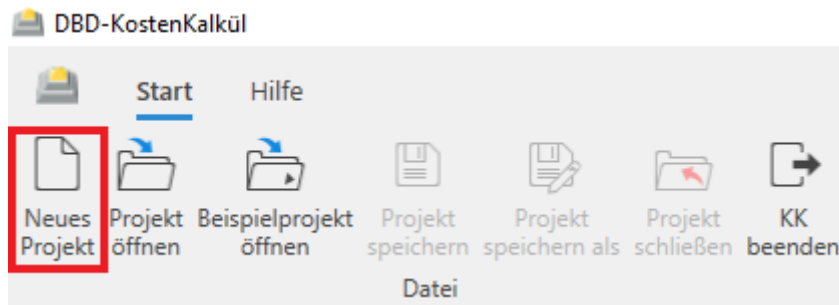 DBD-KostenKalkül
Start Hilfe
Neues Projekt Beispielprojekt Projekt Projekt Projekt KK
Projekt öffnen öffnen speichern speichern als schließen beenden
Datei